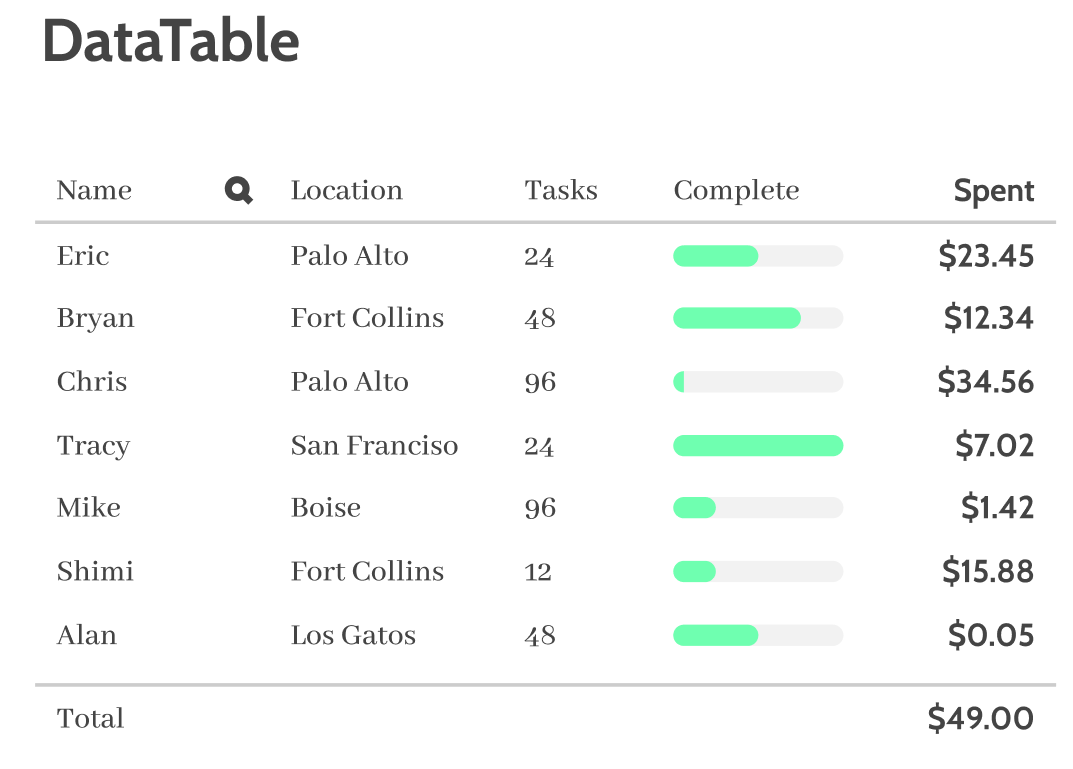 DataTable
Name Location Tasks Complete Spent
Eric Palo Alto 24 $23.45
Bryan Fort Collins 48 $12.34
Chris Palo Alto 96 $34.56
Tracy San Franciso 24 $7.02
Mike Boise 96 $1.42
Shimi Fort Collins 12 $15.88
Alan Los Gatos 48 $0.05
Total $49.00